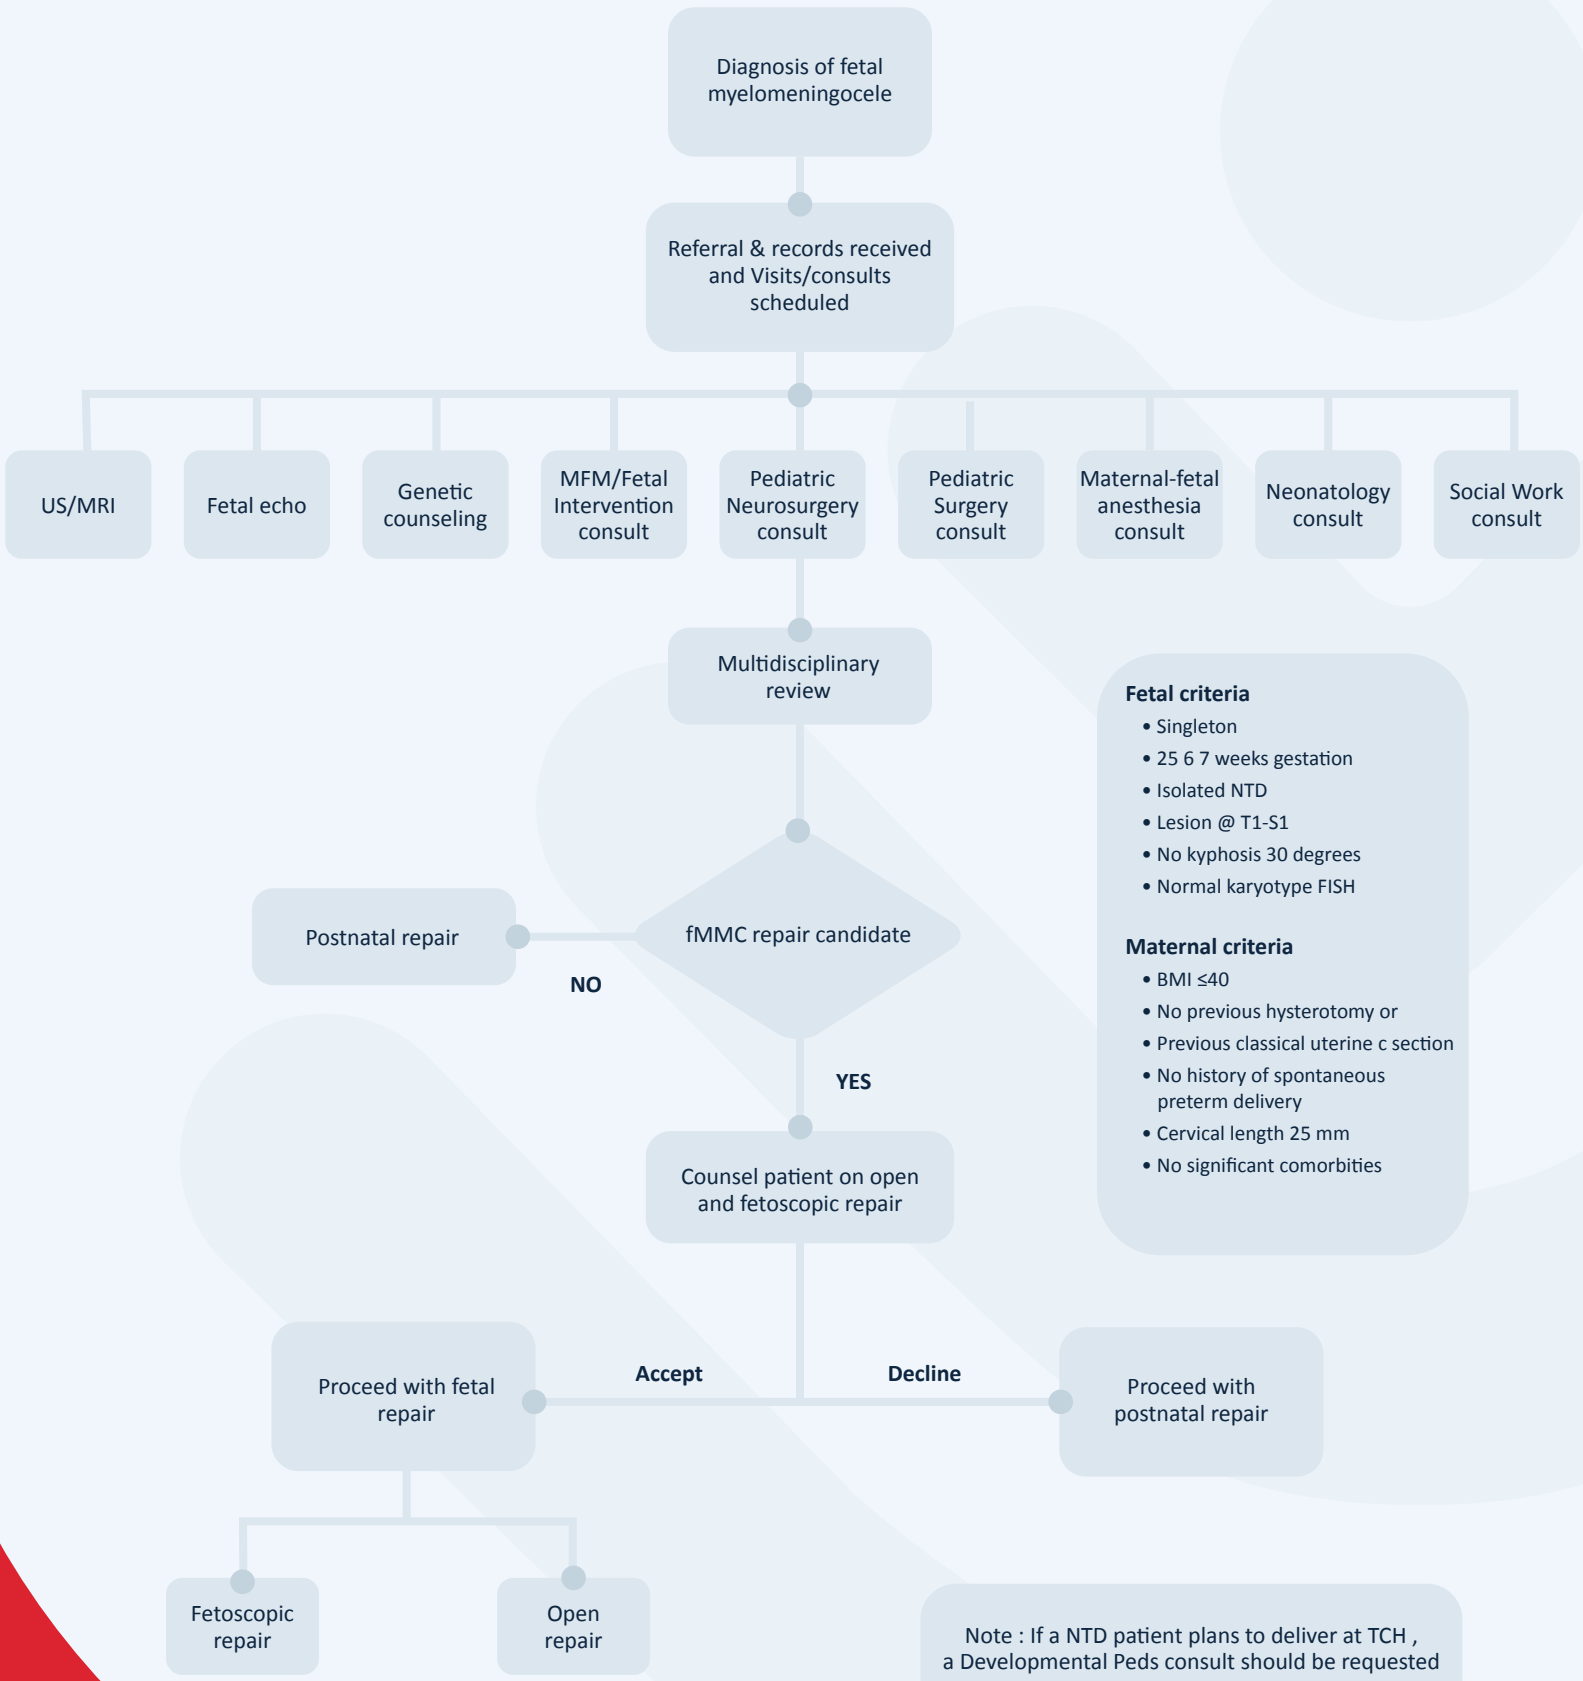 Diagnosis of fetal
myelomeningocele
Referral & records received
and Visits/consults
scheduled
US/MRI
Fetal echo
Genetic
counseling
MFM/Fetal
Intervention
consult
Pediatric
Neurosurgery
consult
Pediatric
Surgery
consult
Maternal-fetal
anesthesia
consult
Neonatology
consult
Social Work
consult
Multidisciplinary
review
Fetal criteria
• Singleton
• 25 6 7 weeks gestation
• Isolated NTD
• Lesion @ T1-S1
• No kyphosis 30 degrees
• Normal karyotype FISH
Maternal criteria
• BMI ≤40
• No previous hysterotomy or
• Previous classical uterine c section
• No history of spontaneous
preterm delivery
• Cervical length 25 mm
• No significant comorbities
Postnatal repair
fMMC repair candidate
NO
YES
Counsel patient on open
and fetoscopic repair
Accept
Decline
Proceed with fetal
repair
Proceed with
postnatal repair
Fetoscopic
repair
Open
repair
Note : If a NTD patient plans to deliver at TCH ,
a Developmental Peds consult should be requested